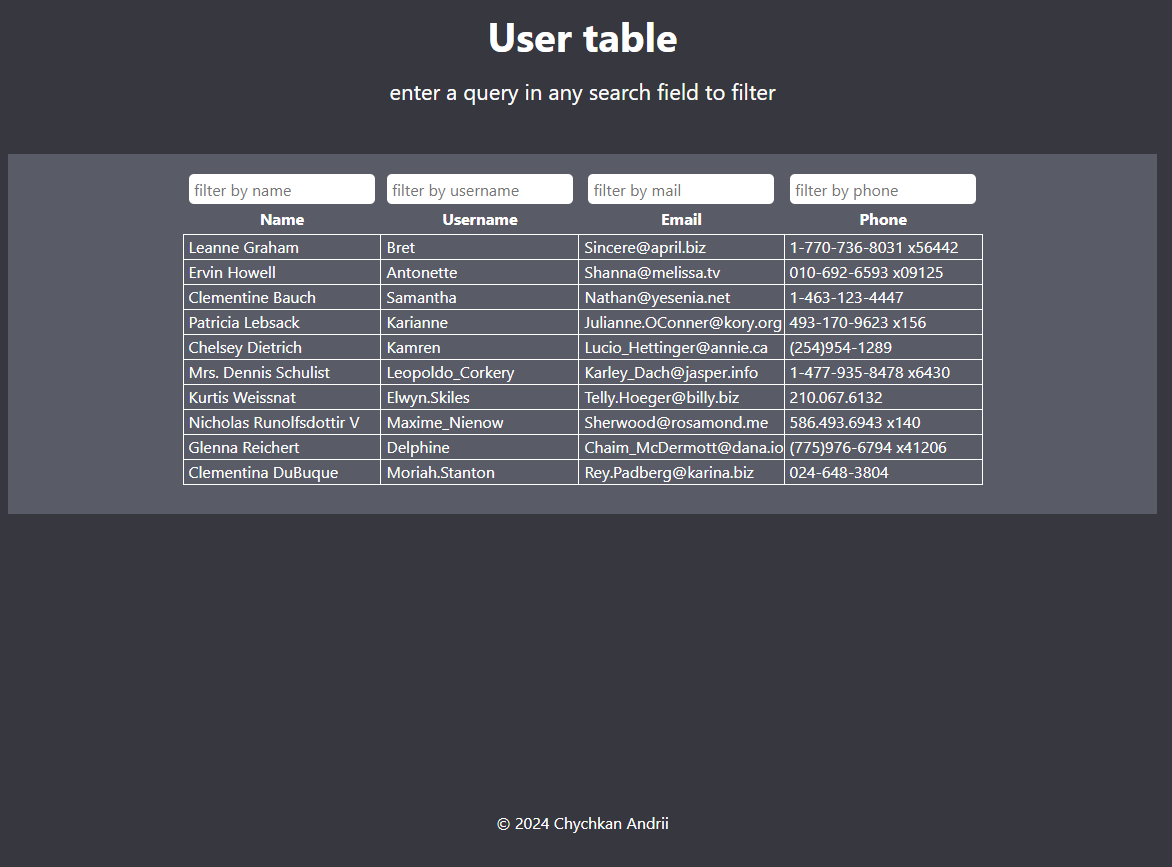 User table
enter a query in any search field to filter
filter by name filter by username filter by mail filter by phone
Name Username Email Phone
Leanne Graham Bret Sincere@april.biz 1-770-736-8031 x56442
Ervin Howell Antonette Shanna@melissa.tv 010-692-6593 x09125
Clementine Bauch Samantha Nathan@yesenia.net 1-463-123-4447
Patricia Lebsack Karianne Julianne.OConner@kory.org 493-170-9623 x156
Chelsey Dietrich Kamren Lucio_Hettinger@annie.ca (254)954-1289
Mrs. Dennis Schulist Leopoldo_Corkery Karley_Dach@jasper.info 1-477-935-8478 x6430
Kurtis Weissnat Elwyn.Skiles Telly.Hoeger@billy.biz 210.067.6132
Nicholas Runolfsdottir V Maxime_Nienow Sherwood@rosamond.me 586.493.6943 x140
Glenna Reichert Delphine Chaim_McDermott@dana.io (775)976-6794 x41206
Clementina DuBuque Moriah.Stanton Rey.Padberg@karina.biz 024-648-3804
© 2024 Chychkan Andrii